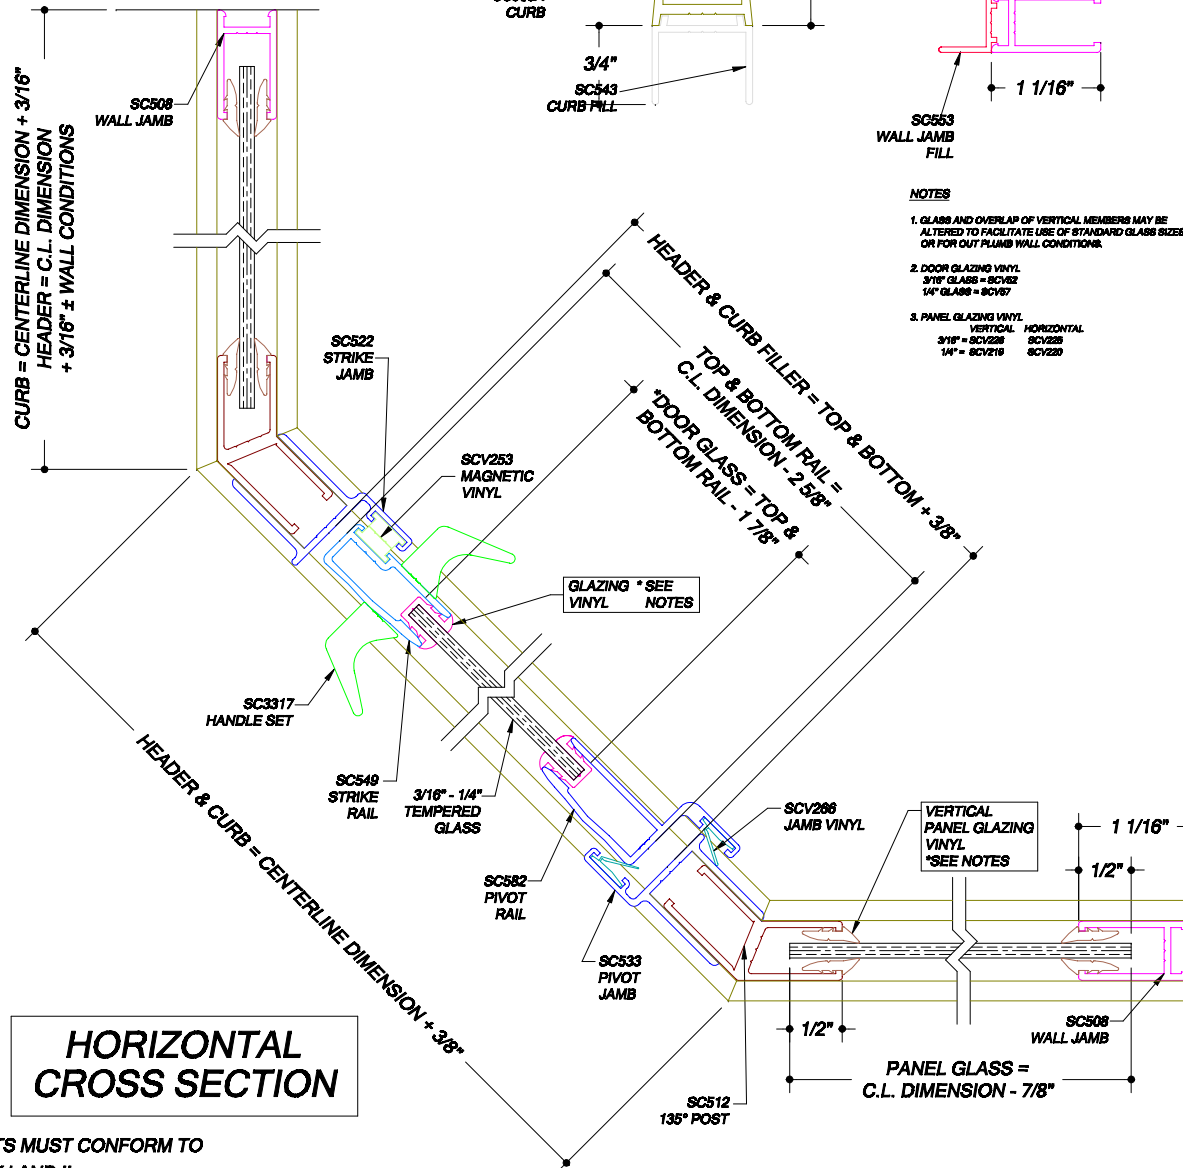 CURB
3/4"
SC543
CURB FILL
1 1/16"
SC553
WALL JAMB
FILL
SC508
WALL JAMB
CURB = CENTERLINE DIMENSION + 3/16"
HEADER = C.L. DIMENSION
+ 3/16" ± WALL CONDITIONS
NOTES
1. GLASS AND OVERLAP OF VERTICAL MEMBERS MAY BE
ALTERED TO FACILITATE USE OF STANDARD GLASS SIZES
OR FOR OUT PLUMB WALL CONDITIONS.
2. DOOR GLAZING VINYL
3/16" GLASS = SCV52
1/4" GLASS = SCV57
3. PANEL GLAZING VINYL
VERTICAL HORIZONTAL
3/16" = SCV226 SCV225
1/4" = SCV219 SCV220
HEADER & CURB FILLER = TOP & BOTTOM + 3/8"
TOP & BOTTOM RAIL =
C.L. DIMENSION - 2 5/8"
*DOOR GLASS = TOP &
BOTTOM RAIL - 1 7/8"
SC522
STRIKE
JAMB
SCV253
MAGNETIC
VINYL
GLAZING * SEE
VINYL NOTES
SC3317
HANDLE SET
SC549
STRIKE
RAIL
3/16" - 1/4"
TEMPERED
GLASS
HEADER & CURB = CENTERLINE DIMENSION + 3/8"
SCV266
JAMB VINYL
VERTICAL
PANEL GLAZING
VINYL
*SEE NOTES
1 1/16"
1/2"
SC582
PIVOT
RAIL
SC533
PIVOT
JAMB
1/2"
SC508
WALL JAMB
PANEL GLASS =
C.L. DIMENSION - 7/8"
SC512
135° POST
HORIZONTAL
CROSS SECTION
TS MUST CONFORM TO